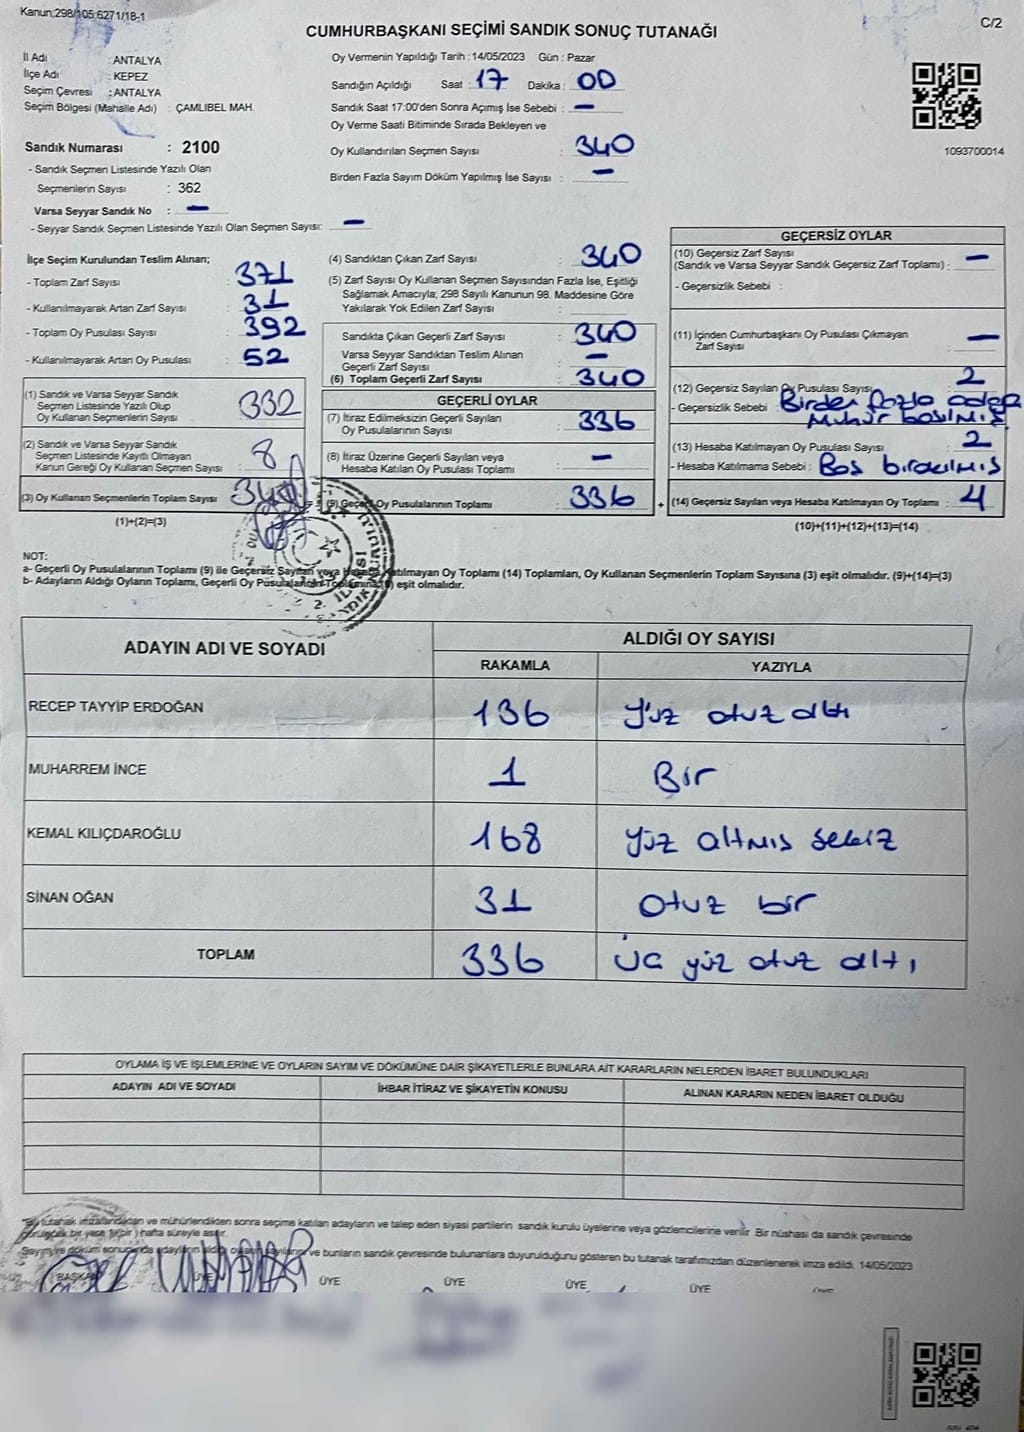 Kanun;298/105;6271/18-1
C/2
CUMHURBAŞKANI SEÇİMİ SANDIK SONUÇ TUTANAĞI
İl Adı : ANTALYA
İlçe Adı : KEPEZ
Seçim Çevresi : ANTALYA
Seçim Bölgesi (Mahalle Adı) : ÇAMLIBEL MAH.
Sandık Numarası : 2100
- Sandık Seçmen Listesinde Yazılı Olan
Seçmenlerin Sayısı : 362
Varsa Seyyar Sandık No : –
- Seyyar Sandık Seçmen Listesinde Yazılı Olan Seçmen Sayısı: –
Oy Vermenin Yapıldığı Tarih : 14/05/2023 Gün : Pazar
Sandığın Açıldığı Saat : 17 Dakika : 00
Sandık Saat 17:00'den Sonra Açımış İse Sebebi : –
Oy Verme Saati Bitiminde Sırada Bekleyen ve
Oy Kullandırılan Seçmen Sayısı : 340
Birden Fazla Sayım Döküm Yapılmış İse Sayısı : –
1093700014
İlçe Seçim Kurulundan Teslim Alınan;
- Toplam Zarf Sayısı : 371
- Kullanılmayarak Artan Zarf Sayısı : 31
- Toplam Oy Pusulası Sayısı : 392
- Kullanılmayarak Artan Oy Pusulası : 52
(1) Sandık ve Varsa Seyyar Sandık
Seçmen Listesinde Yazılı Olup
Oy Kullanan Seçmenlerin Sayısı : 332
(2) Sandık ve Varsa Seyyar Sandık
Seçmen Listesinde Kayıtlı Olmayan
Kanun Gereği Oy Kullanan Seçmen Sayısı : 8
(3) Oy Kullanan Seçmenlerin Toplam Sayısı : 340
(1)+(2)=(3)
(4) Sandıktan Çıkan Zarf Sayısı : 340
(5) Zarf Sayısı Oy Kullanan Seçmen Sayısından Fazla İse, Eşitliği
Sağlamak Amacıyla; 298 Sayılı Kanunun 98. Maddesine Göre
Yakılarak Yok Edilen Zarf Sayısı :
Sandıkta Çıkan Geçerli Zarf Sayısı : 340
Varsa Seyyar Sandıktan Teslim Alınan
Geçerli Zarf Sayısı : –
(6) Toplam Geçerli Zarf Sayısı : 340
GEÇERLİ OYLAR
(7) İtiraz Edilmeksizin Geçerli Sayılan
Oy Pusulalarının Sayısı : 336
(8) İtiraz Üzerine Geçerli Sayılan veya
Hesaba Katılan Oy Pusulası Toplamı : –
(9) Geçerli Oy Pusulalarının Toplamı : 336
+
GEÇERSİZ OYLAR
(10) Geçersiz Zarf Sayısı
(Sandık ve Varsa Seyyar Sandık Geçersiz Zarf Toplamı) : –
- Geçersizlik Sebebi :
(11) İçinden Cumhurbaşkanı Oy Pusulası Çıkmayan
Zarf Sayısı : –
(12) Geçersiz Sayılan Oy Pusulası Sayısı : 2
- Geçersizlik Sebebi : Birden fazla adaya
mühür basılmış
(13) Hesaba Katılmayan Oy Pusulası Sayısı : 2
- Hesaba Katılmama Sebebi : Boş bırakılmış
(14) Geçersiz Sayılan veya Hesaba Katılmayan Oy Toplamı : 4
(10)+(11)+(12)+(13)=(14)
NOT:
a- Geçerli Oy Pusulalarının Toplamı (9) ile Geçersiz Sayılan veya Hesaba Katılmayan Oy Toplamı (14) Toplamları, Oy Kullanan Seçmenlerin Toplam Sayısına (3) eşit olmalıdır. (9)+(14)=(3)
b- Adayların Aldığı Oyların Toplamı, Geçerli Oy Pusulalarının Toplamına (9) eşit olmalıdır.
ADAYIN ADI VE SOYADI ALDIĞI OY SAYISI
RAKAMLA YAZIYLA
RECEP TAYYİP ERDOĞAN 136 Yüz otuz altı
MUHARREM İNCE 1 Bir
KEMAL KILIÇDAROĞLU 168 Yüz altmış sekiz
SİNAN OĞAN 31 Otuz bir
TOPLAM 336 Üç yüz otuz altı
OYLAMA İŞ VE İŞLEMLERİNE VE OYLARIN SAYIM VE DÖKÜMÜNE DAİR ŞİKAYETLERLE BUNLARA AİT KARARLARIN NELERDEN İBARET BULUNDUKLARI
ADAYIN ADI VE SOYADI İHBAR İTİRAZ VE ŞİKAYETİN KONUSU ALINAN KARARIN NEDEN İBARET OLDUĞU
*Bu tutanak imzalandıktan ve mühürlendikten sonra seçime katılan adayların ve talep eden siyasi partilerin sandık kurulu üyelerine veya gözlemcilerine verilir. Bir nüshası da sandık çevresinde
görülecek bir yere 1 (bir) hafta süreyle asılır.
Sayım ve döküm sonucunda adayların aldığı oyların sayılarını ve bunların sandık çevresinde bulunanlara duyurulduğunu gösteren bu tutanak tarafımızdan düzenlenerek imza edildi. 14/05/2023
BAŞKAN ÜYE ÜYE ÜYE ÜYE ÜYE